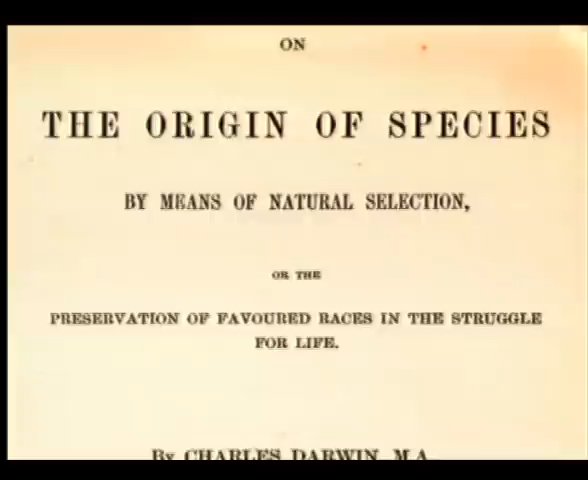 ON
THE ORIGIN OF SPECIES
BY MEANS OF NATURAL SELECTION,
OR THE
PRESERVATION OF FAVOURED RACES IN THE STRUGGLE
FOR LIFE.
BY CHARLES DARWIN, M.A.